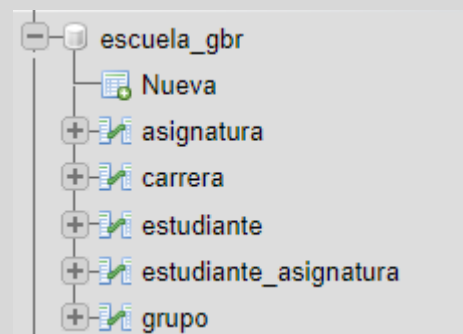 escuela_gbr
Nueva
asignatura
carrera
estudiante
estudiante_asignatura
grupo